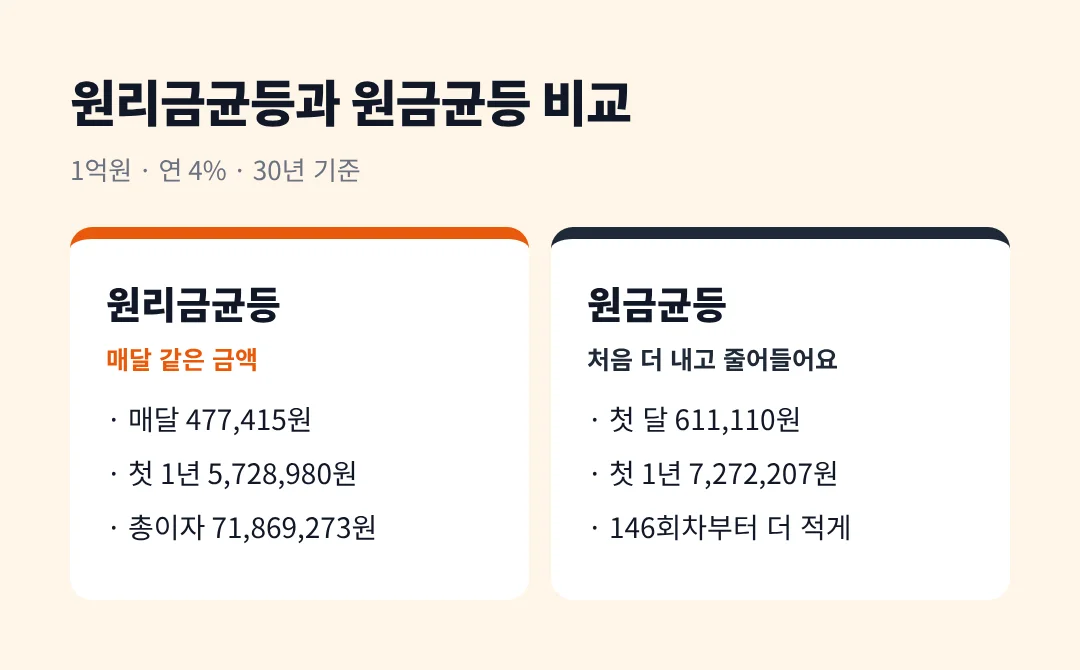 원리금균등과 원금균등 비교
1억원 · 연 4% · 30년 기준
원리금균등
매달 같은 금액
· 매달 477,415원
· 첫 1년 5,728,980원
· 총이자 71,869,273원
원금균등
처음 더 내고 줄어들어요
· 첫 달 611,110원
· 첫 1년 7,272,207원
· 146회차부터 더 적게